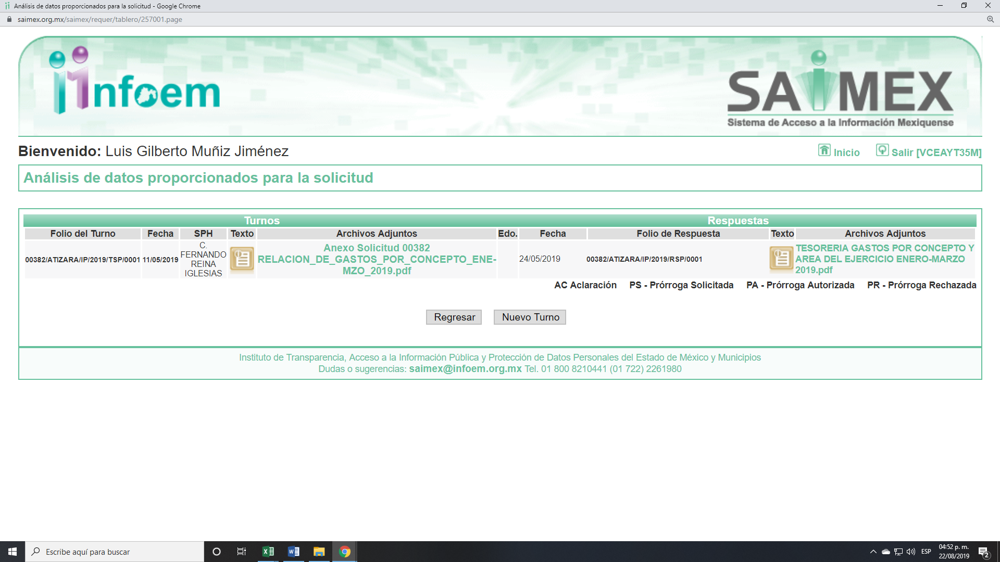 Análisis de datos proporcionados para la solicitud - Google Chrome
saimex.org.mx/saimex/requer/tablero/257001.page
infoem
SAIMEX
Sistema de Acceso a la Información Mexiquense
Bienvenido: Luis Gilberto Muñiz Jiménez
Inicio Salir [VCEAYT35M]
Análisis de datos proporcionados para la solicitud
Turnos Respuestas
Folio del Turno Fecha SPH Texto Archivos Adjuntos Edo. Fecha Folio de Respuesta Texto Archivos Adjuntos
00382/ATIZARA/IP/2019/TSP/0001 11/05/2019
C.
FERNANDO
REINA
IGLESIAS
Anexo Solicitud 00382
RELACION_DE_GASTOS_POR_CONCEPTO_ENE-
MZO_2019.pdf
24/05/2019 00382/ATIZARA/IP/2019/RSP/0001
TESORERIA GASTOS POR CONCEPTO Y
AREA DEL EJERCICIO ENERO-MARZO
2019.pdf
AC Aclaración PS - Prórroga Solicitada PA - Prórroga Autorizada PR - Prórroga Rechazada
Regresar Nuevo Turno
Instituto de Transparencia, Acceso a la Información Pública y Protección de Datos Personales del Estado de México y Municipios
Dudas o sugerencias: saimex@infoem.org.mx Tel. 01 800 8210441 (01 722) 2261980
Escribe aquí para buscar
ESP
04:52 p. m.
22/08/2019
2